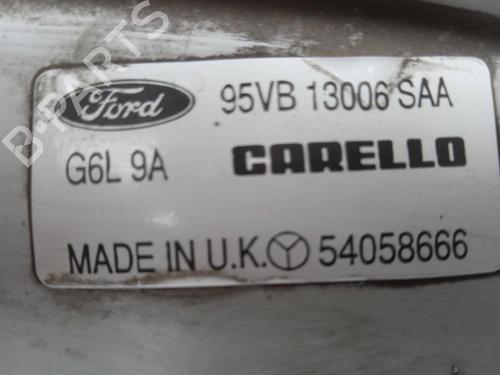 B-PARTS
Ford 95VB 13006 SAA
G6L 9A CARELLO
MADE IN U.K. 54058666